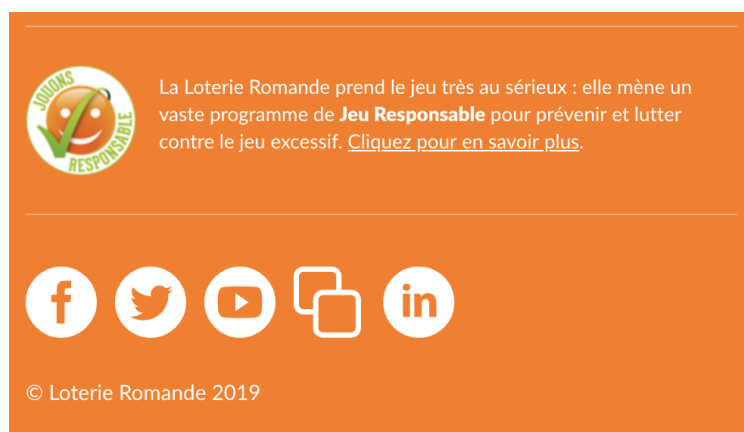 JOUONS
RESPONSABLE
La Loterie Romande prend le jeu très au sérieux : elle mène un
vaste programme de Jeu Responsable pour prévenir et lutter
contre le jeu excessif. Cliquez pour en savoir plus.
f
in
© Loterie Romande 2019